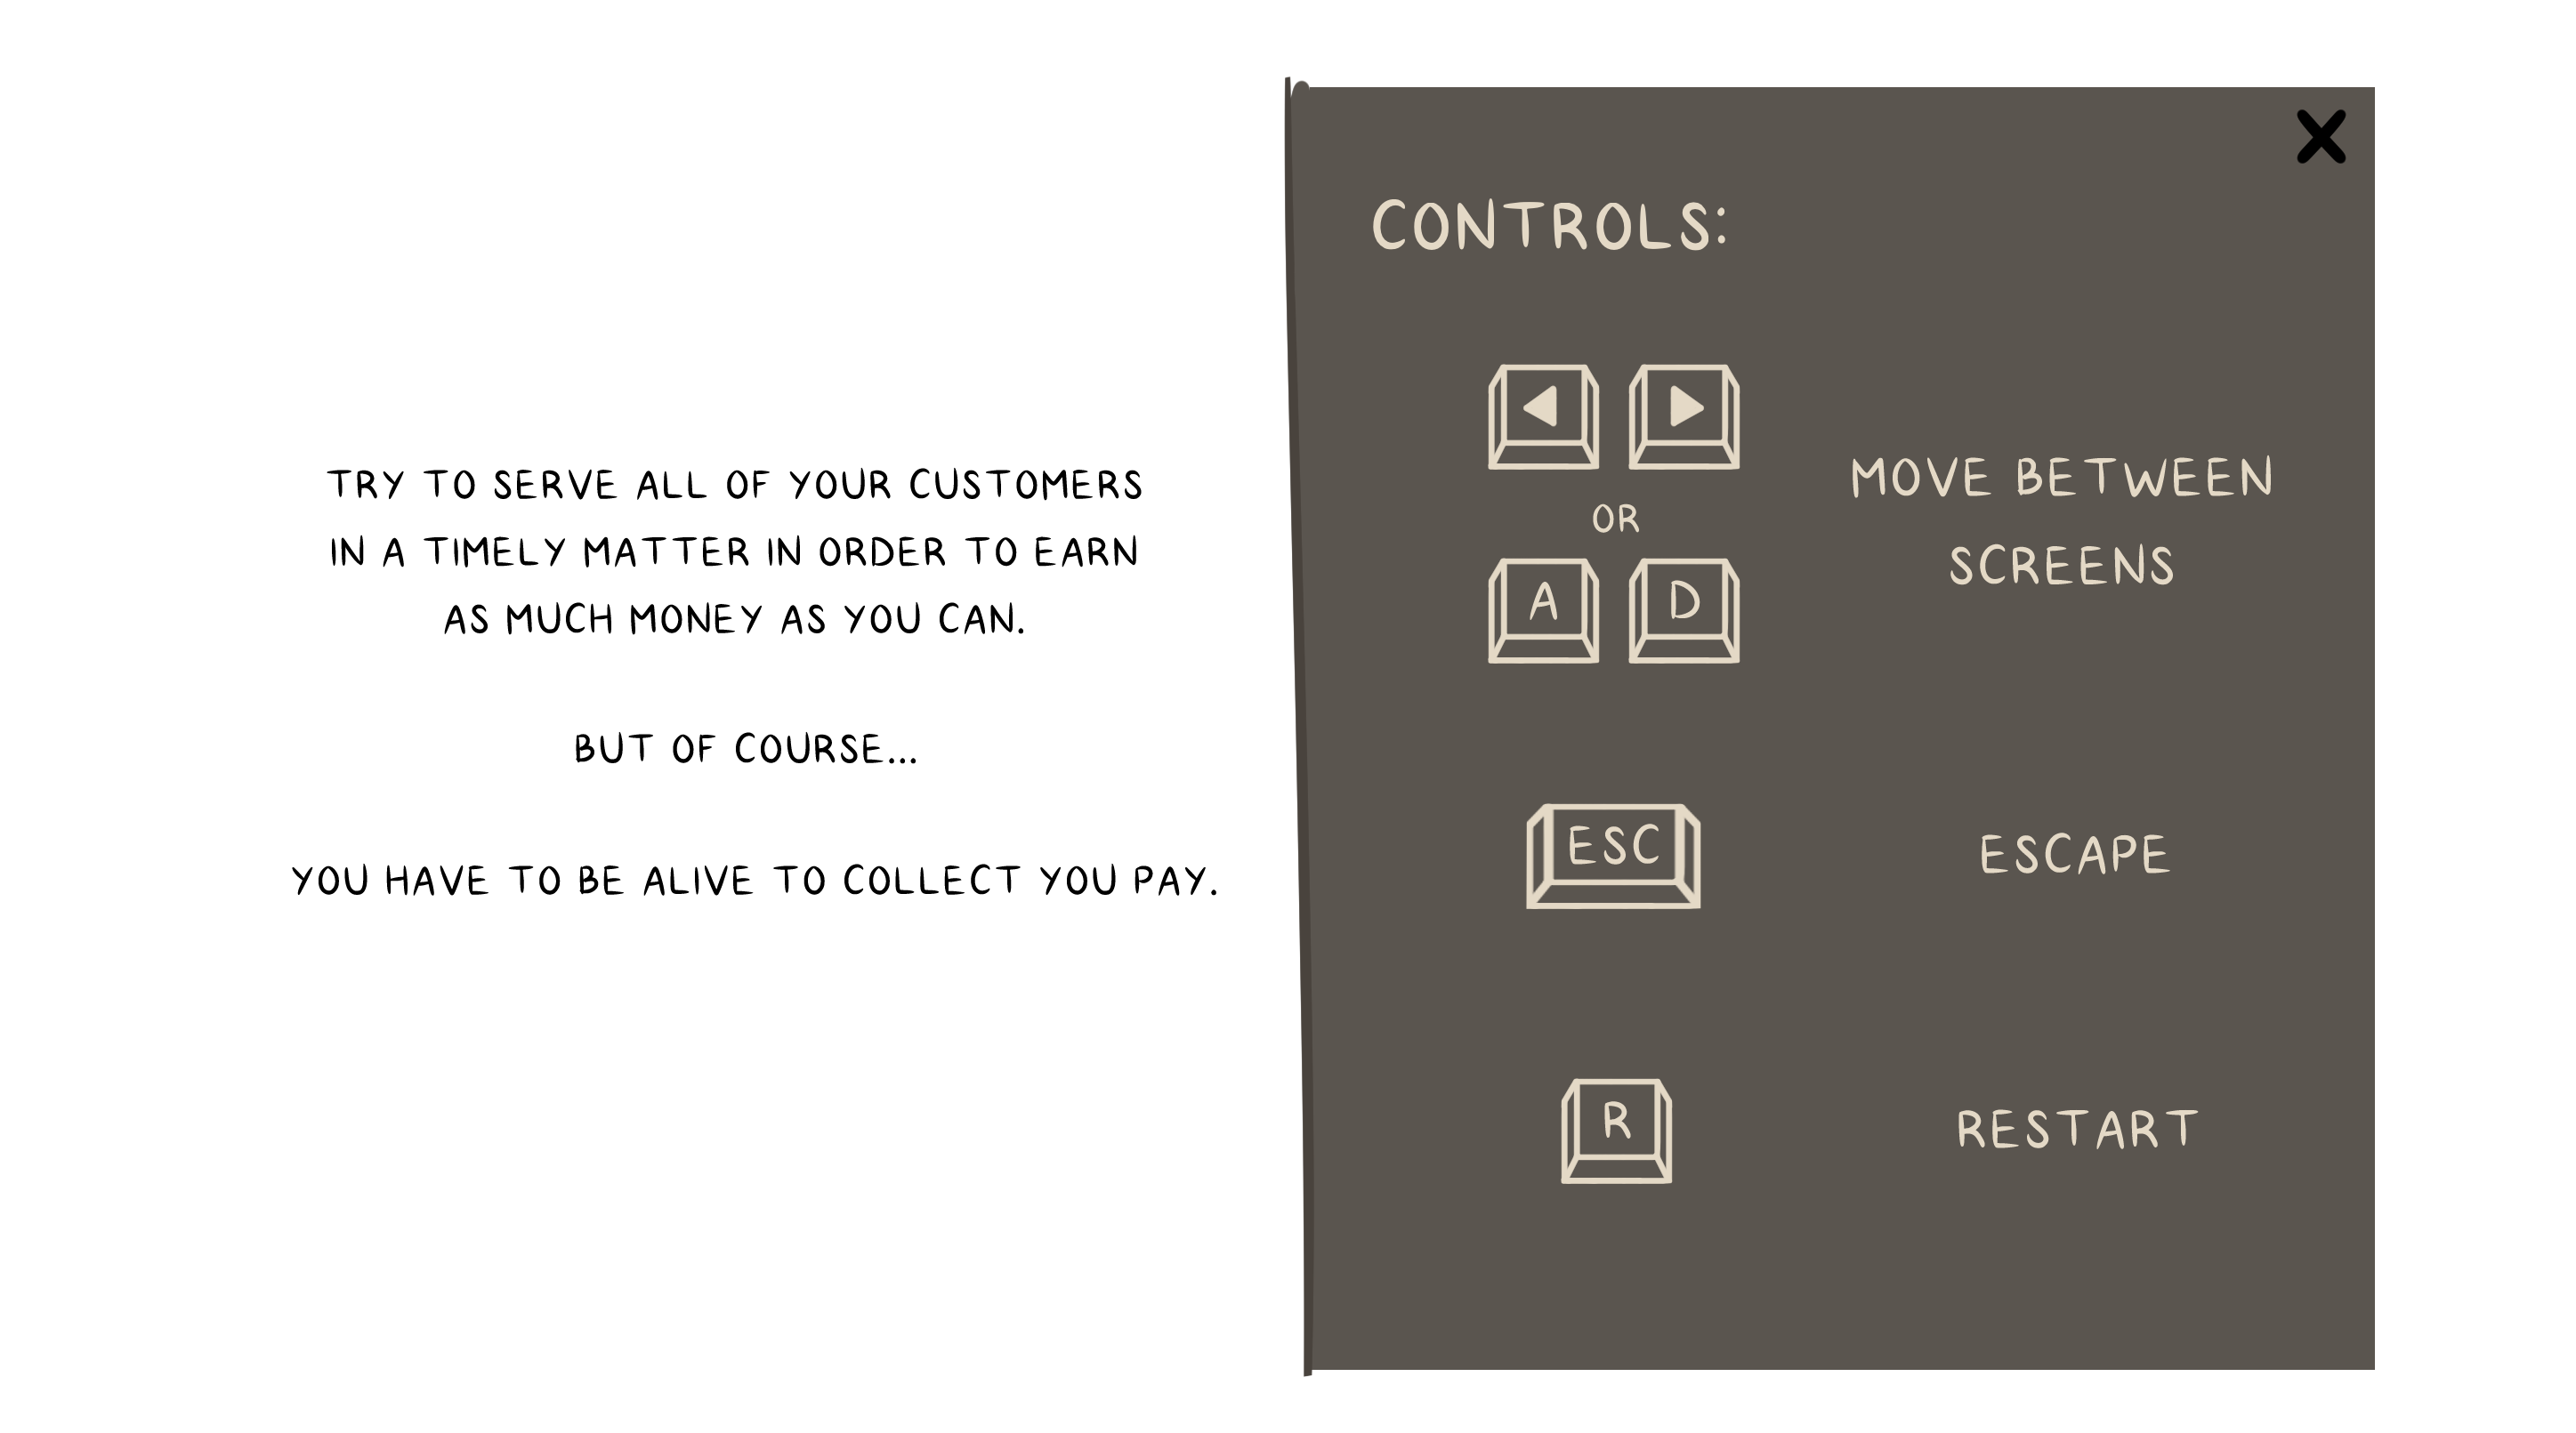 TRY TO SERVE ALL OF YOUR CUSTOMERS
IN A TIMELY MATTER IN ORDER TO EARN
AS MUCH MONEY AS YOU CAN.
BUT OF COURSE...
YOU HAVE TO BE ALIVE TO COLLECT YOU PAY.
X
CONTROLS:
OR
A D
MOVE BETWEEN
SCREENS
ESC
ESCAPE
R
RESTART